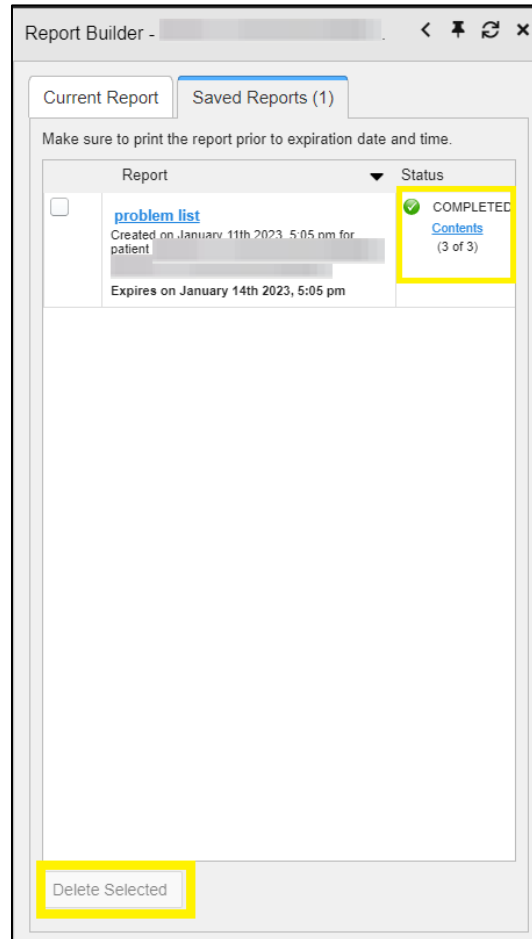 Report Builder -
Current Report
Saved Reports (1)
Make sure to print the report prior to expiration date and time.
Report
Status
problem list
Created on January 11th 2023, 5:05 pm for
patient
Expires on January 14th 2023, 5:05 pm
COMPLETED
Contents
(3 of 3)
Delete Selected